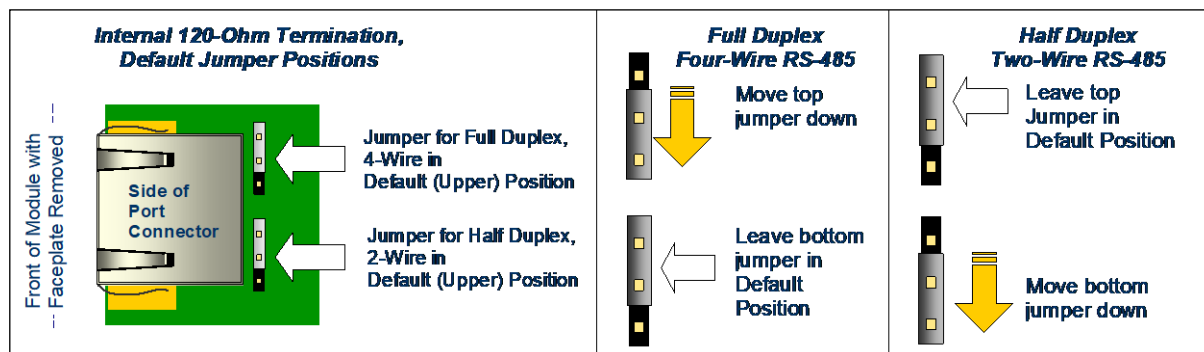 Internal 120-Ohm Termination,
Default Jumper Positions
Front of Module with
-- Faceplate Removed --
Side of
Port
Connector
Jumper for Full Duplex,
4-Wire in
Default (Upper) Position
Jumper for Half Duplex,
2-Wire in
Default (Upper) Position
Full Duplex
Four-Wire RS-485
Move top
jumper down
Leave bottom
jumper in
Default
Position
Half Duplex
Two-Wire RS-485
Leave top
Jumper in
Default Position
Move bottom
jumper down